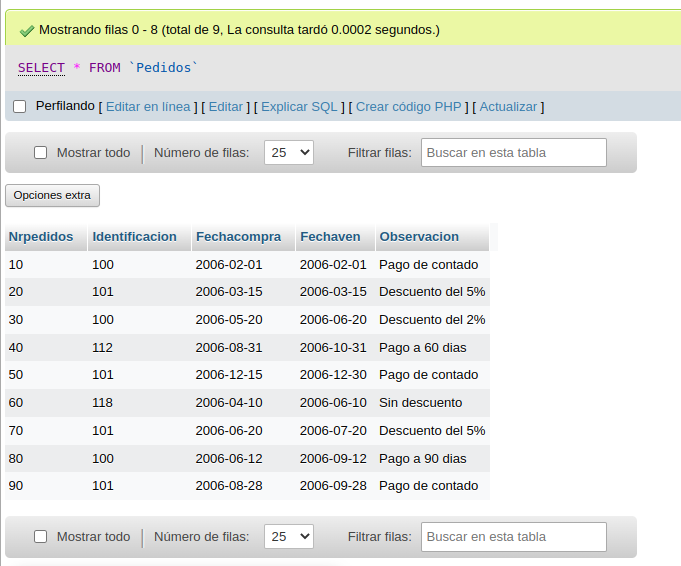 Mostrando filas 0 - 8 (total de 9, La consulta tardó 0.0002 segundos.)
SELECT * FROM `Pedidos`
Perfilando [ Editar en línea ] [ Editar ] [ Explicar SQL ] [ Crear código PHP ] [ Actualizar ]
Mostrar todo Número de filas: 25 Filtrar filas: Buscar en esta tabla
Opciones extra
Nrpedidos Identificacion Fechacompra Fechaven Observacion
10 100 2006-02-01 2006-02-01 Pago de contado
20 101 2006-03-15 2006-03-15 Descuento del 5%
30 100 2006-05-20 2006-06-20 Descuento del 2%
40 112 2006-08-31 2006-10-31 Pago a 60 dias
50 101 2006-12-15 2006-12-30 Pago de contado
60 118 2006-04-10 2006-06-10 Sin descuento
70 101 2006-06-20 2006-07-20 Descuento del 5%
80 100 2006-06-12 2006-09-12 Pago a 90 dias
90 101 2006-08-28 2006-09-28 Pago de contado
Mostrar todo Número de filas: 25 Filtrar filas: Buscar en esta tabla